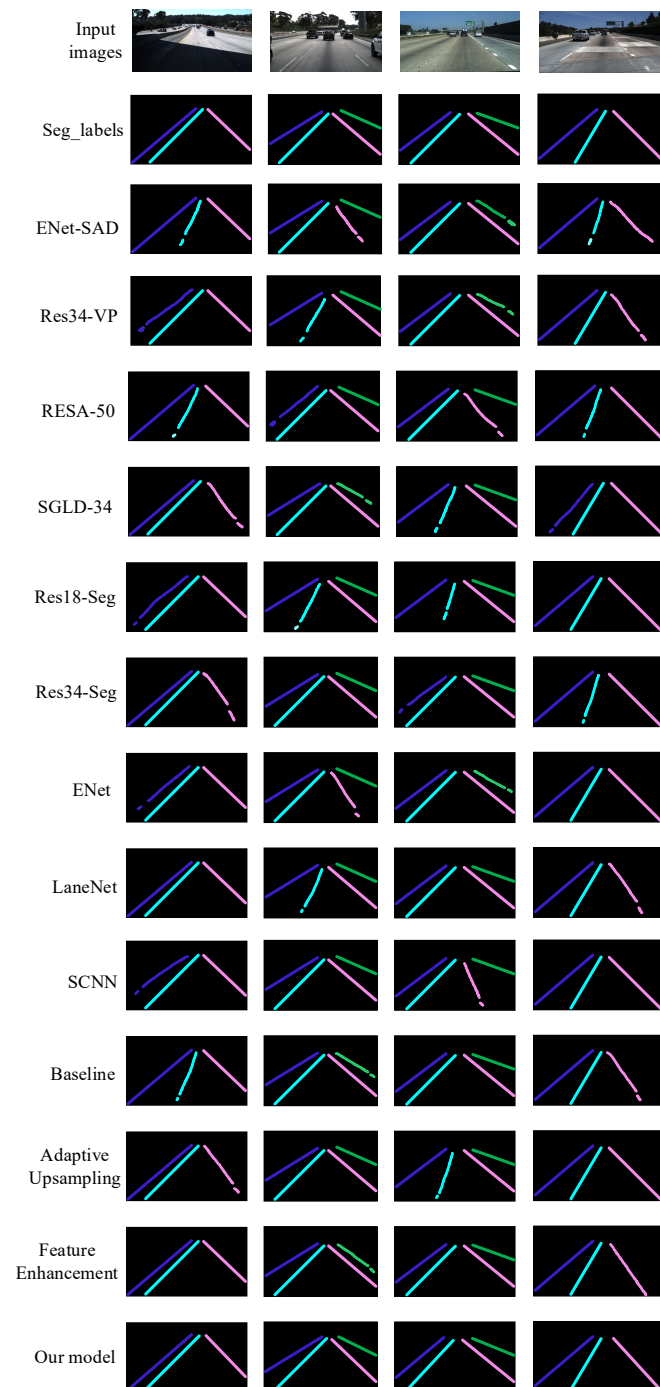 Input
images
Seg_labels
ENet-SAD
Res34-VP
RESA-50
SGLD-34
Res18-Seg
Res34-Seg
ENet
LaneNet
SCNN
Baseline
Adaptive
Upsampling
Feature
Enhancement
Our model